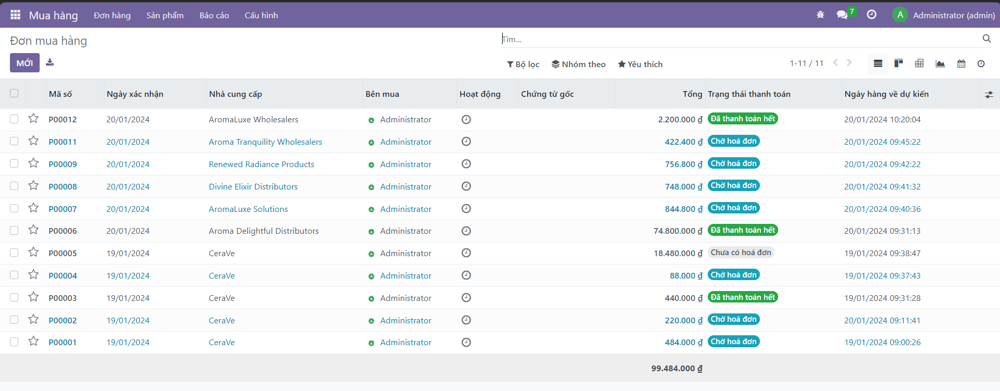 Mua hàng Đơn hàng Sản phẩm Báo cáo Cấu hình 7 A Administrator (admin)
Đơn mua hàng Tìm...
MỚI Bộ lọc Nhóm theo Yêu thích 1-11 / 11
Mã số Ngày xác nhận Nhà cung cấp Bên mua Hoạt động Chứng từ gốc Tổng Trạng thái thanh toán Ngày hàng về dự kiến
P00012 20/01/2024 AromaLuxe Wholesalers A Administrator 2.200.000 ₫ Đã thanh toán hết 20/01/2024 10:20:04
P00011 20/01/2024 Aroma Tranquility Wholesalers A Administrator 422.400 ₫ Chờ hoá đơn 20/01/2024 09:45:22
P00009 20/01/2024 Renewed Radiance Products A Administrator 756.800 ₫ Chờ hoá đơn 20/01/2024 09:42:22
P00008 20/01/2024 Divine Elixir Distributors A Administrator 748.000 ₫ Chờ hoá đơn 20/01/2024 09:41:32
P00007 20/01/2024 AromaLuxe Solutions A Administrator 844.800 ₫ Chờ hoá đơn 20/01/2024 09:40:36
P00006 20/01/2024 Aroma Delightful Distributors A Administrator 74.800.000 ₫ Đã thanh toán hết 20/01/2024 09:31:13
P00005 19/01/2024 CeraVe A Administrator 18.480.000 ₫ Chưa có hoá đơn 19/01/2024 09:38:47
P00004 19/01/2024 CeraVe A Administrator 88.000 ₫ Chờ hoá đơn 19/01/2024 09:37:43
P00003 19/01/2024 CeraVe A Administrator 440.000 ₫ Đã thanh toán hết 19/01/2024 09:31:28
P00002 19/01/2024 CeraVe A Administrator 220.000 ₫ Chờ hoá đơn 20/01/2024 09:11:41
P00001 19/01/2024 CeraVe A Administrator 484.000 ₫ Chờ hoá đơn 19/01/2024 09:00:26
99.484.000 ₫